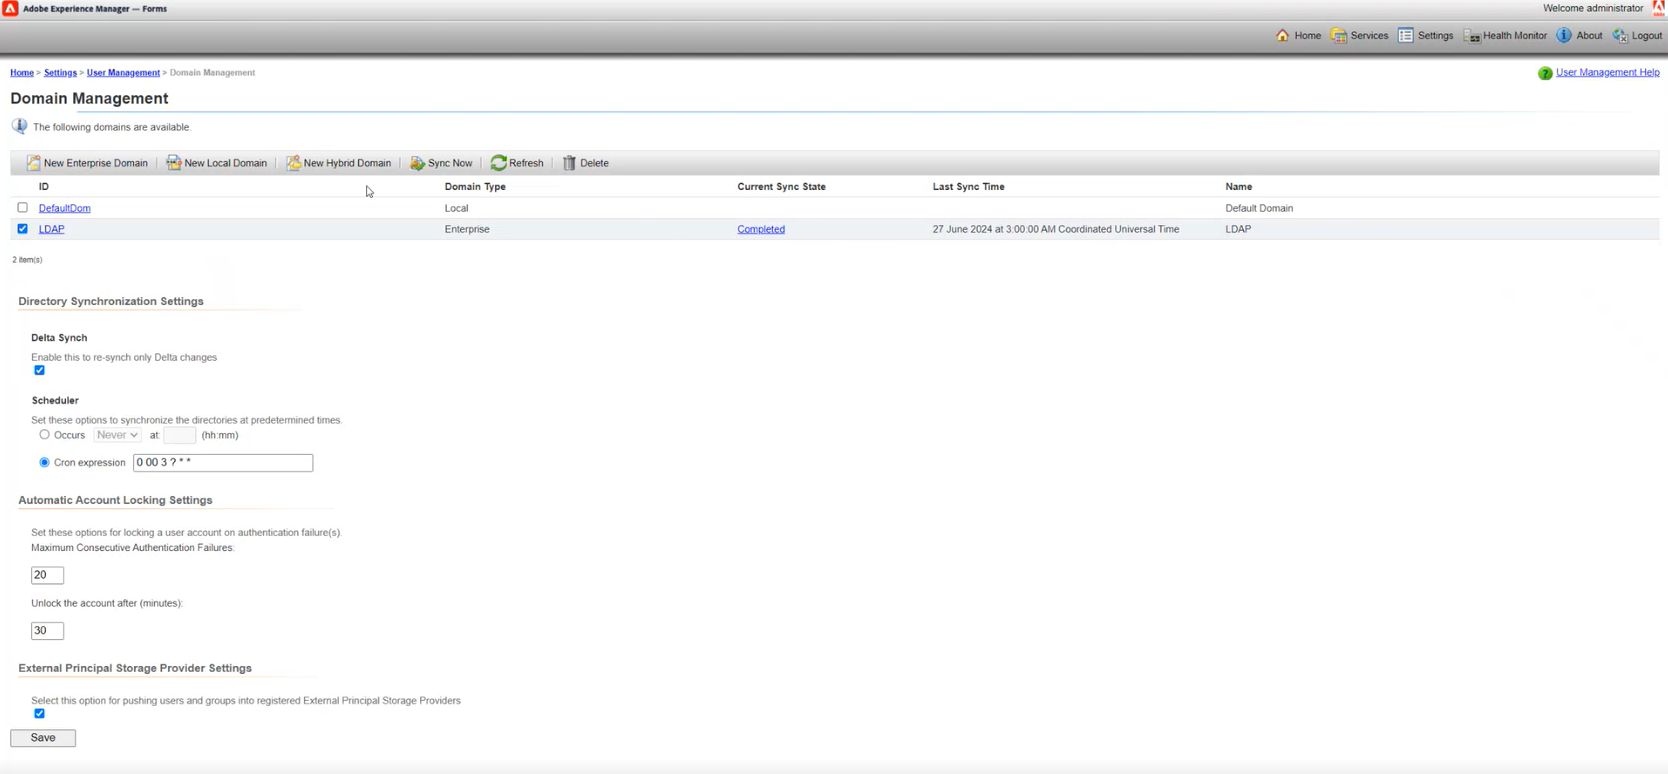 Adobe Experience Manager — Forms
Welcome administrator
Home Services Settings Health Monitor About Logout
Home > Settings > User Management > Domain Management
User Management Help
Domain Management
The following domains are available.
New Enterprise Domain New Local Domain New Hybrid Domain Sync Now Refresh Delete
ID Domain Type Current Sync State Last Sync Time Name
DefaultDom Local Default Domain
LDAP Enterprise Completed 27 June 2024 at 3:00:00 AM Coordinated Universal Time LDAP
2 item(s)
Directory Synchronization Settings
Delta Synch
Enable this to re-synch only Delta changes
Scheduler
Set these options to synchronize the directories at predetermined times.
Occurs Never at: (hh:mm)
Cron expression 0 00 3 ? * *
Automatic Account Locking Settings
Set these options for locking a user account on authentication failure(s).
Maximum Consecutive Authentication Failures:
20
Unlock the account after (minutes):
30
External Principal Storage Provider Settings
Select this option for pushing users and groups into registered External Principal Storage Providers
Save